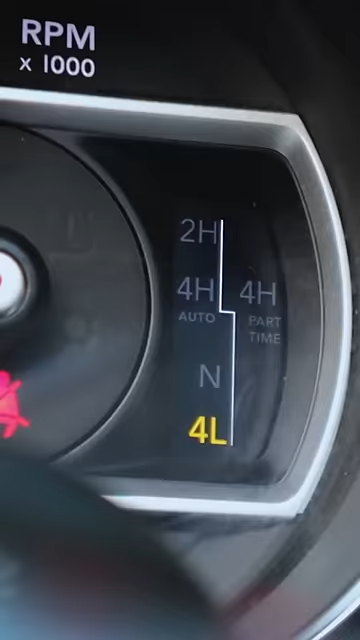 RPM
x 1000
2H
4H 4H
AUTO PART
TIME
N
4L